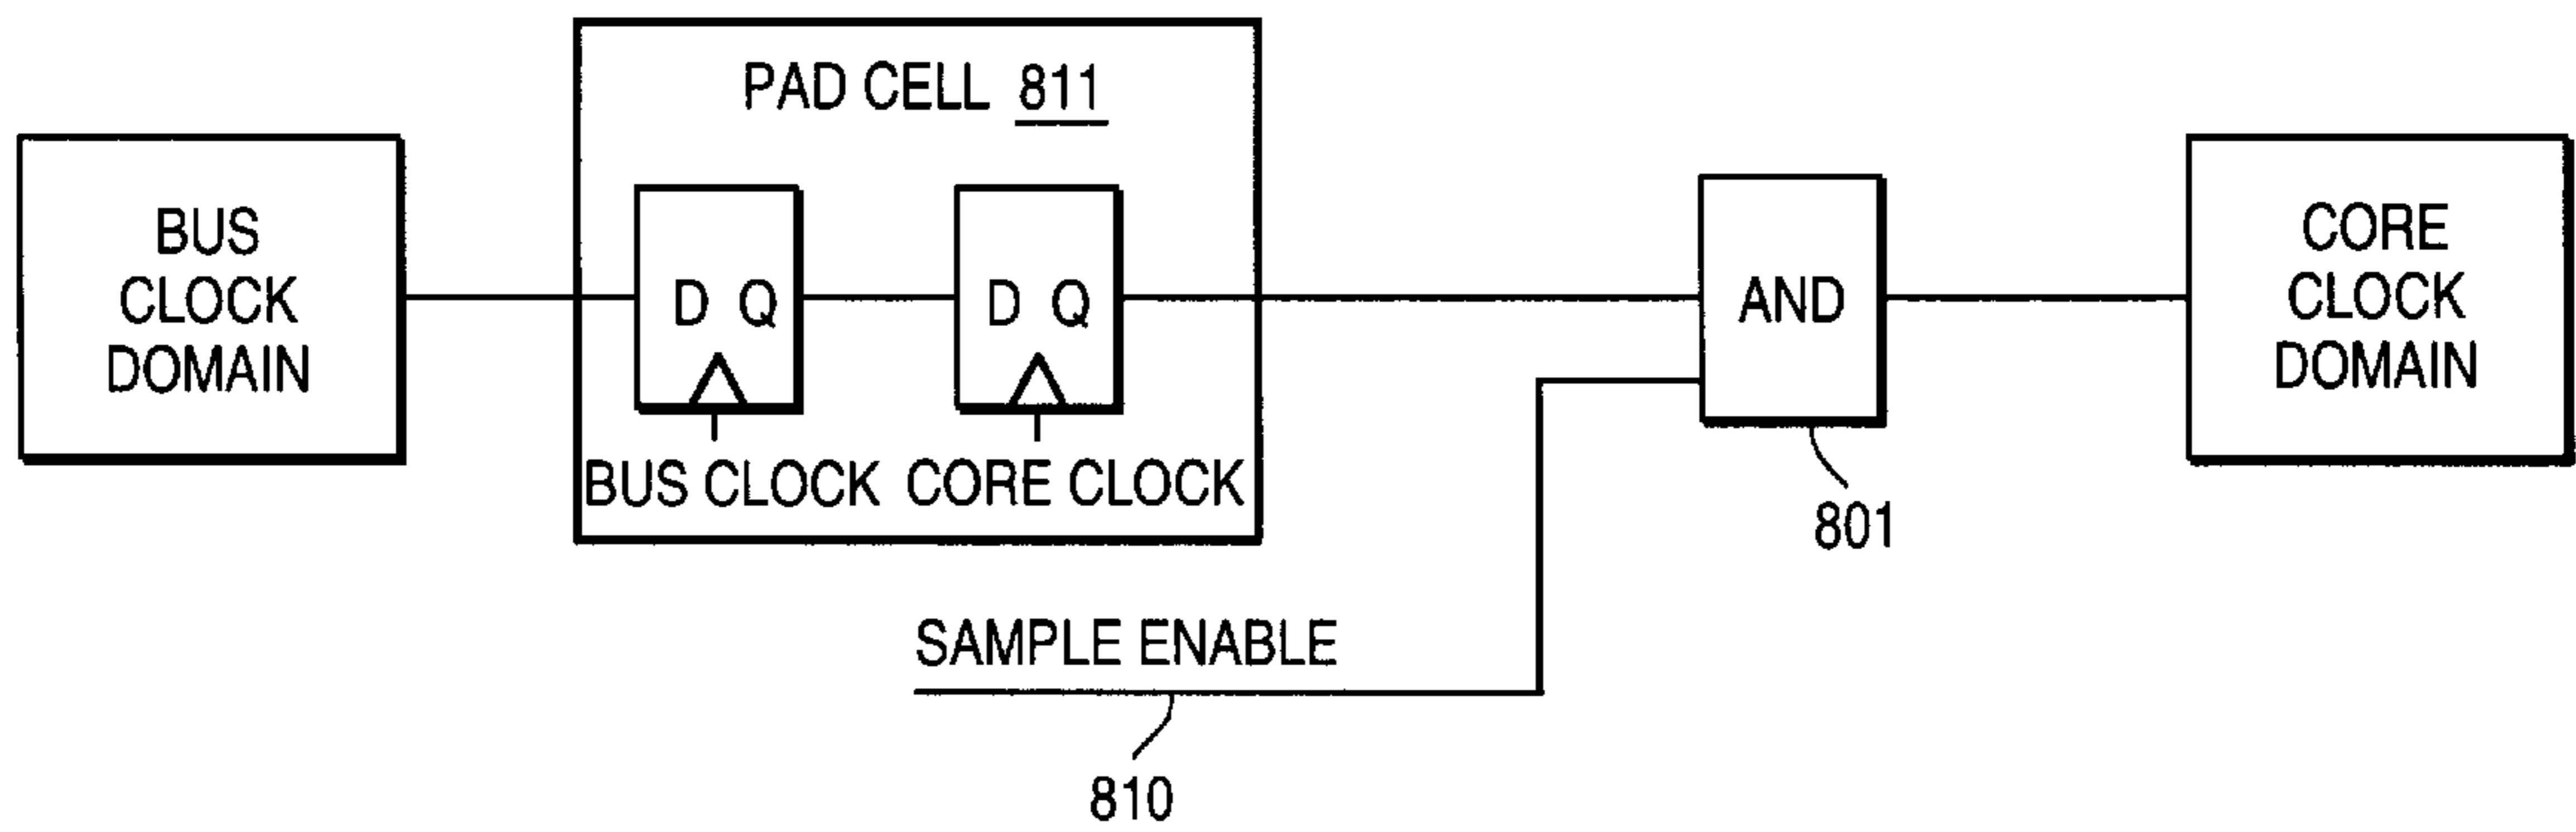 PAD CELL 811
BUS
CLOCK
DOMAIN
D Q
D Q
BUS CLOCK
CORE CLOCK
AND
801
CORE
CLOCK
DOMAIN
SAMPLE ENABLE
810